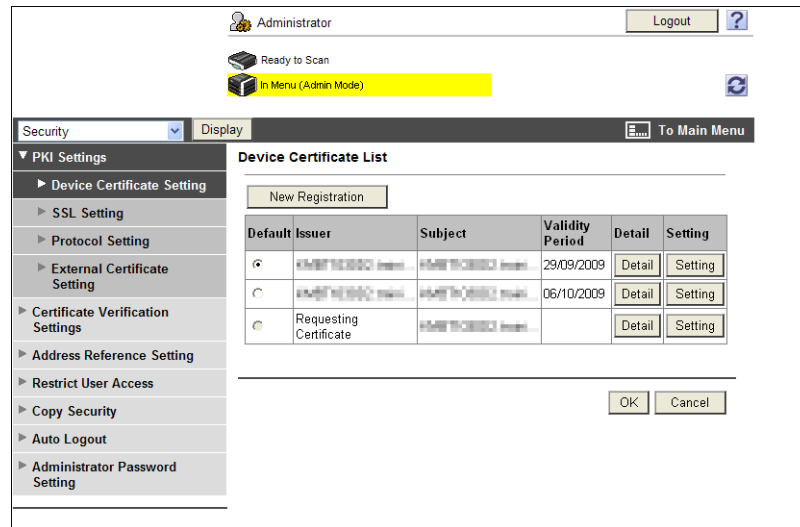 Administrator
Logout
?
Ready to Scan
In Menu (Admin Mode)
Security
Display
To Main Menu
PKI Settings
Device Certificate Setting
SSL Setting
Protocol Setting
External Certificate
Setting
Certificate Verification
Settings
Address Reference Setting
Restrict User Access
Copy Security
Auto Logout
Administrator Password
Setting
Device Certificate List
New Registration
Default Issuer Subject Validity Period Detail Setting
29/09/2009 Detail Setting
06/10/2009 Detail Setting
Requesting
Certificate
Detail Setting
OK Cancel